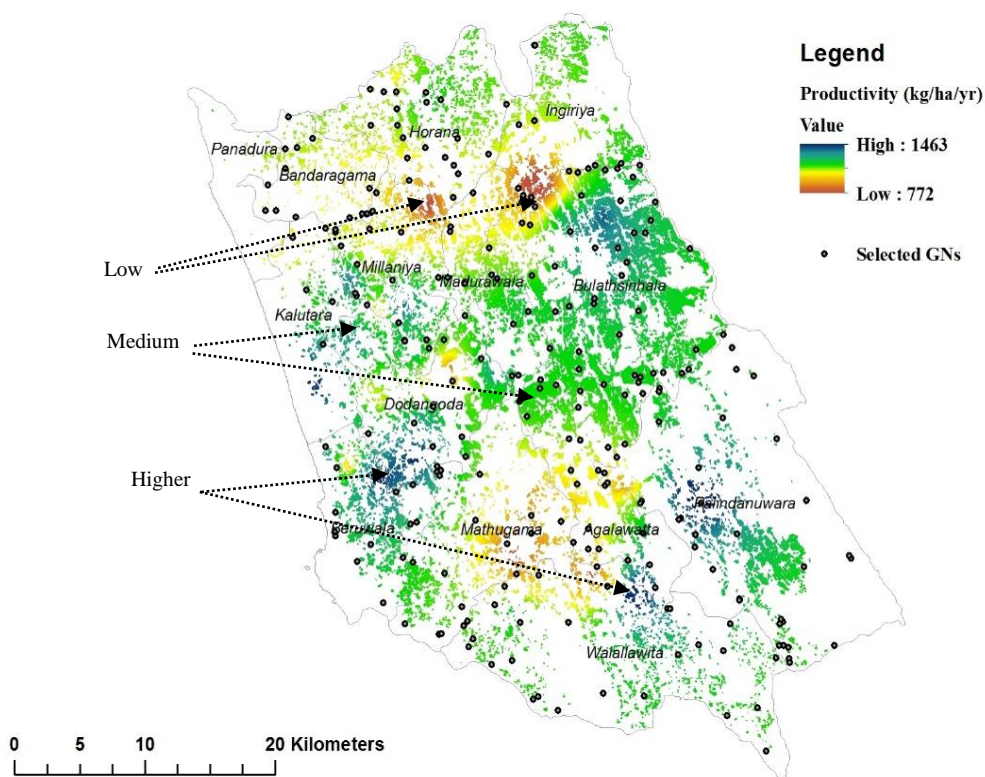 Legend
Productivity (kg/ha/yr)
Value
High : 1463
Low : 772
Selected GNs
Ingiriya
Horana
Panadura
Bandaragama
Low
Millaniya
Madurawala
Bulathsinhala
Kalutara
Medium
Dodangoda
Higher
Palindanuwara
Beruwala
Mathugama
Agalawatta
Walallawita
0 5 10 20 Kilometers